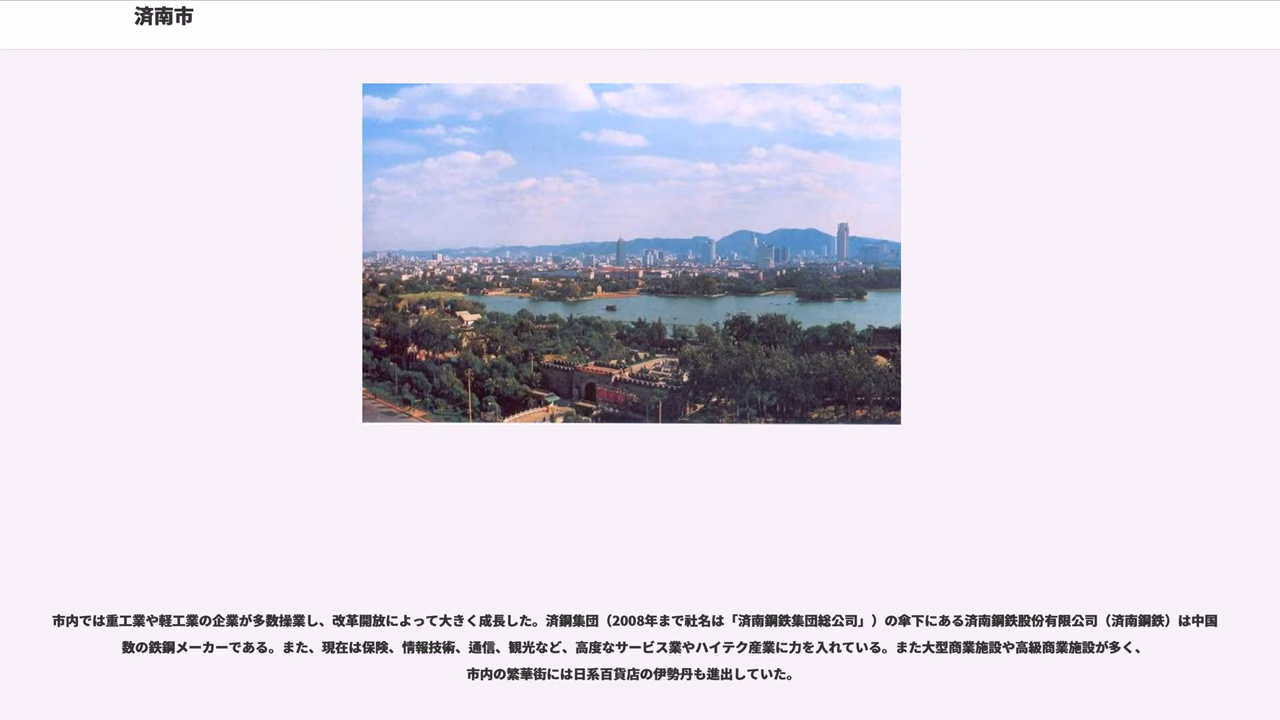 済南市
市内では重工業や軽工業の企業が多数操業し、改革開放によって大きく成長した。済鋼集団（2008年まで社名は「済南鋼鉄集団総公司」）の傘下にある済南鋼鉄股份有限公司（済南鋼鉄）は中国
数の鉄鋼メーカーである。また、現在は保険、情報技術、通信、観光など、高度なサービス業やハイテク産業に力を入れている。また大型商業施設や高級商業施設が多く、
市内の繁華街には日系百貨店の伊勢丹も進出していた。